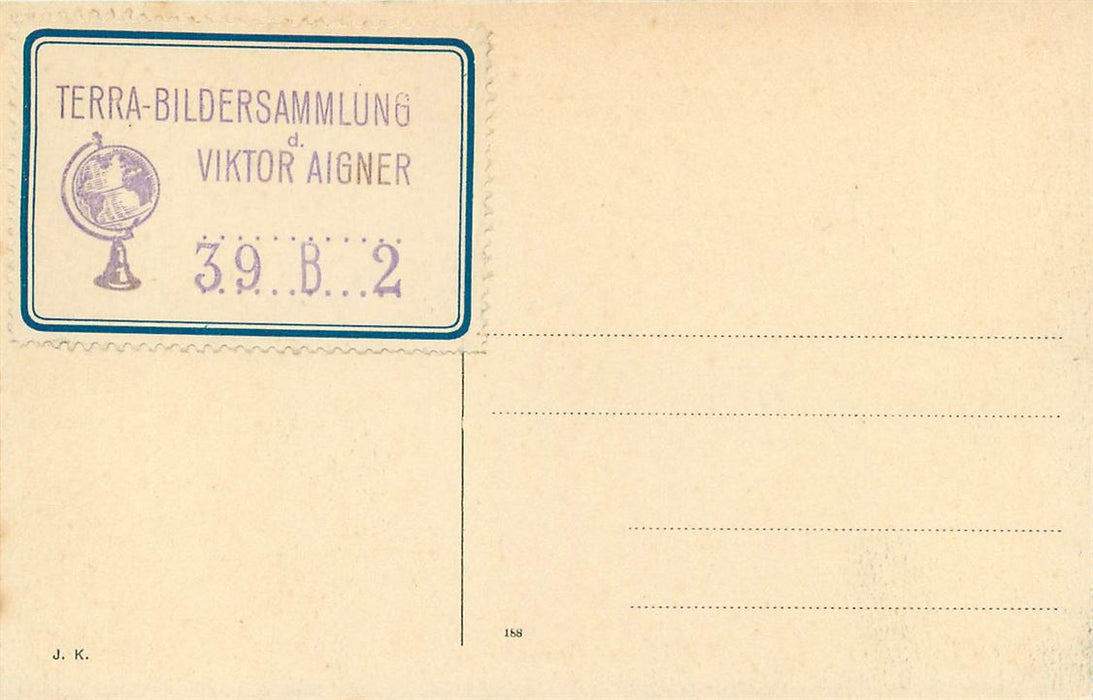 TERRA-BILDERSAMMLUNG
d.
VIKTOR AIGNER
39 B 2
188
J. K.